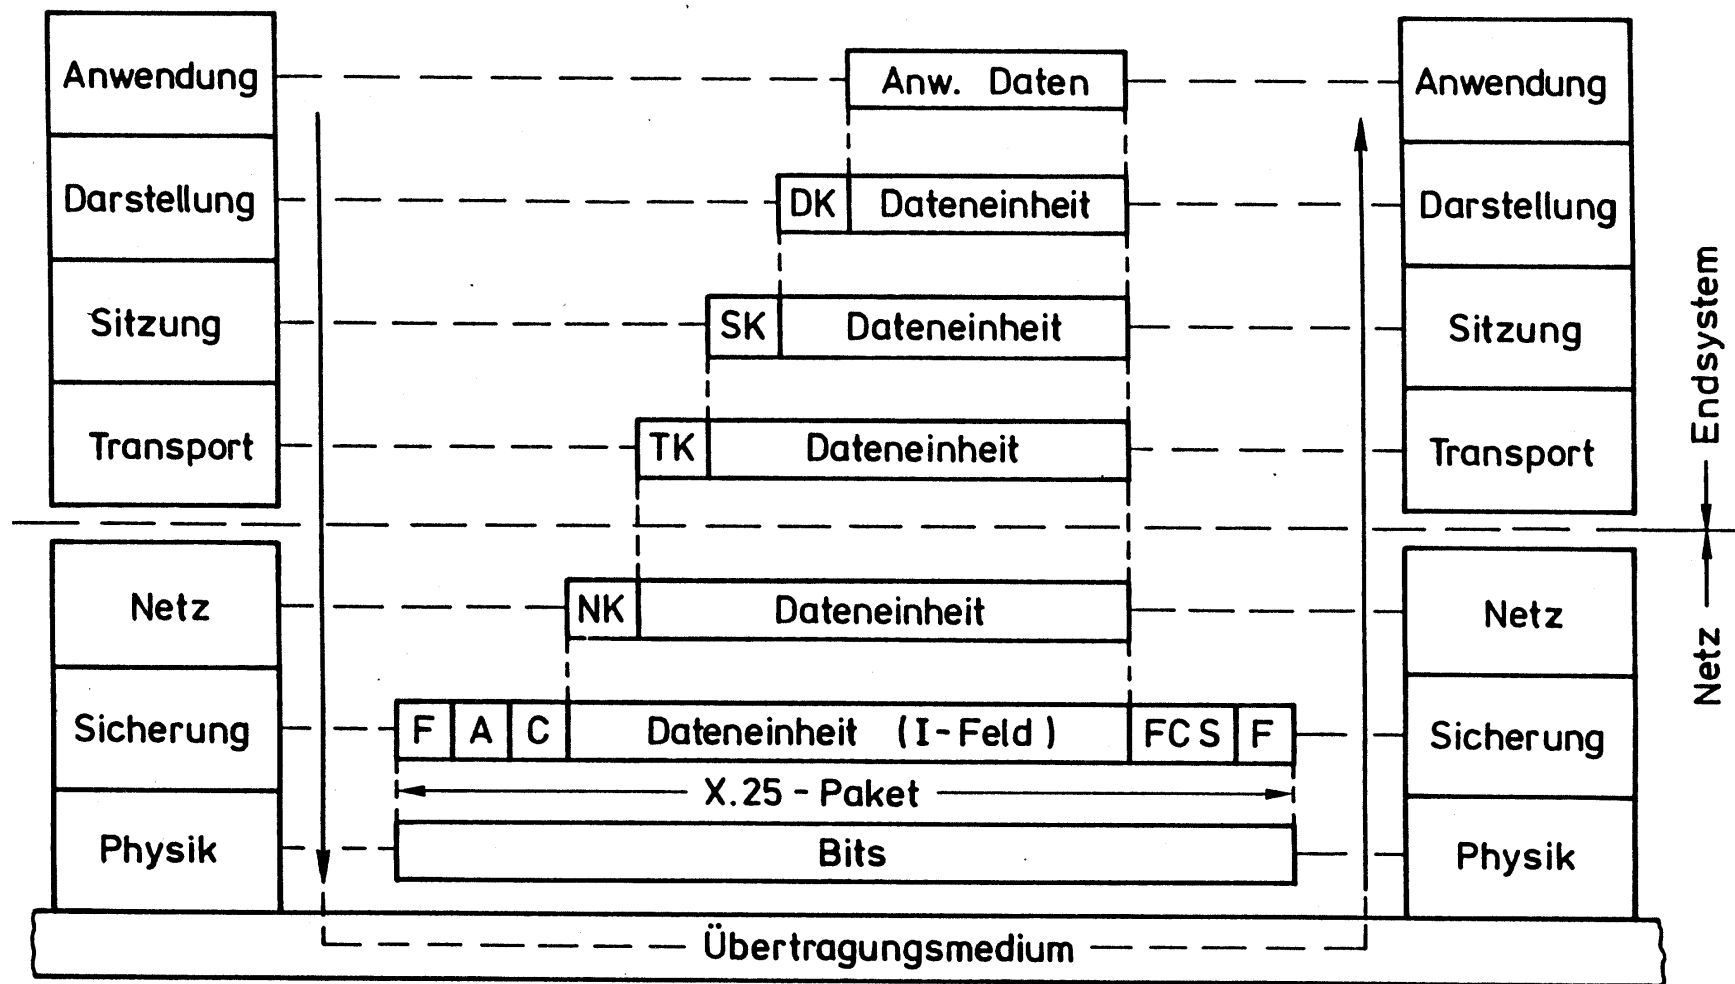 Anwendung
Anw. Daten
Anwendung
Darstellung
DK
Dateneinheit
Darstellung
Sitzung
SK
Dateneinheit
Sitzung
Transport
TK
Dateneinheit
Transport
Endsystem
Netz
Netz
NK
Dateneinheit
Netz
Sicherung
F
A
C
Dateneinheit (I-Feld)
FCS
F
Sicherung
X.25 - Paket
Physik
Bits
Physik
Übertragungsmedium